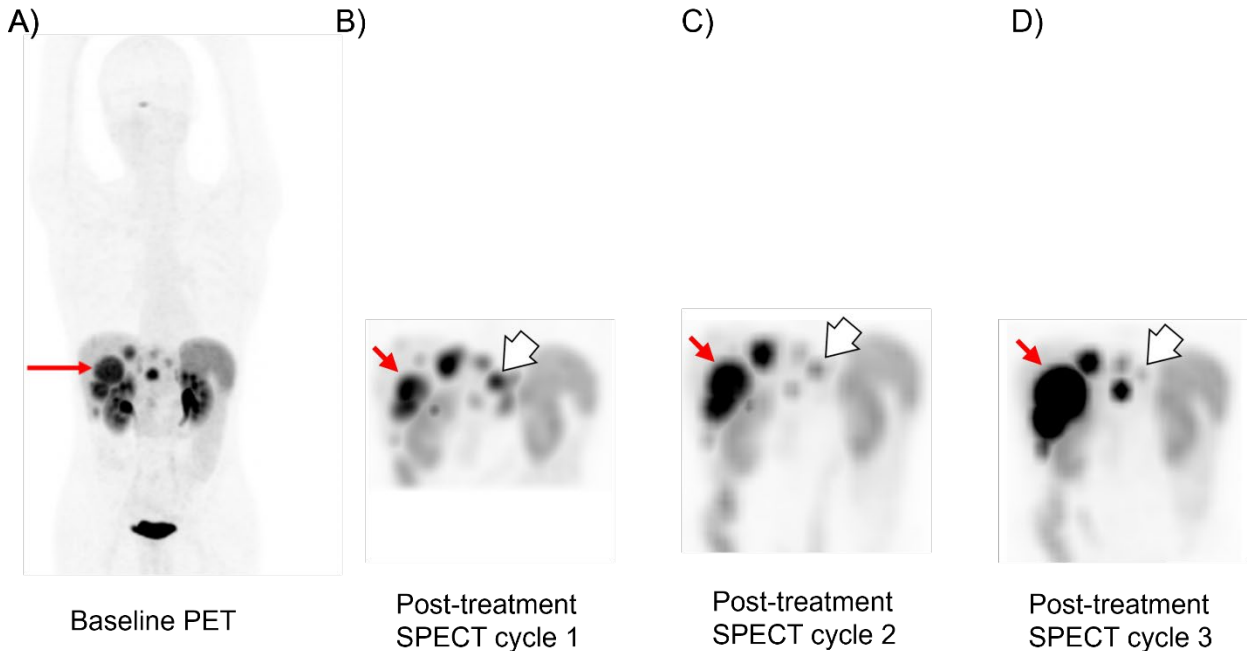 A)
B)
C)
D)
Baseline PET
Post-treatment
SPECT cycle 1
Post-treatment
SPECT cycle 2
Post-treatment
SPECT cycle 3